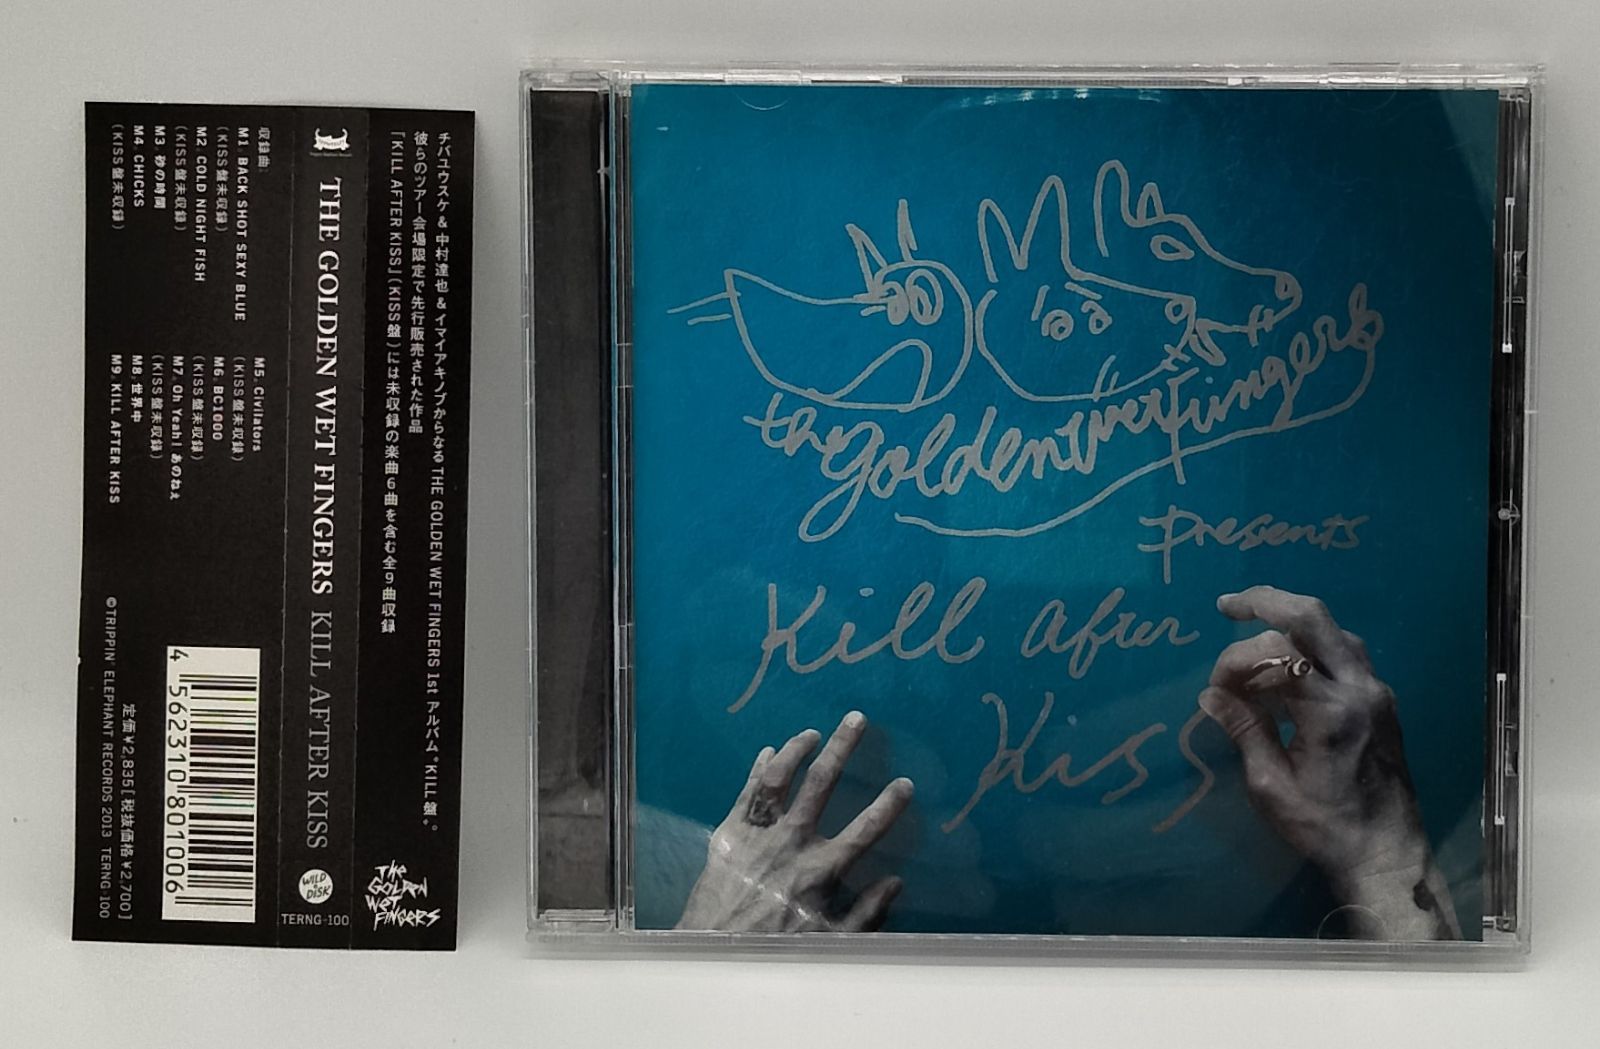 チバユウスケ & 中村達也 & イマイアキノブからなるTHE GOLDEN WET FINGERS 1st アルバム"KILL盤"。
彼らのツアー会場限定で先行販売された作品
「KILL AFTER KISS」(KISS盤)には未収録の楽曲6曲を含む全9曲収録
The
GOLDEN
WET
FINGERS
THE GOLDEN WET FINGERS KILL AFTER KISS
WILD DISK
TERNG-100
収録曲:
M1. BACK SHOT SEXY BLUE
(KISS盤未収録)
M2. COLD NIGHT FISH
(KISS盤未収録)
M3. 砂の時間
M4. CHICKS
(KISS盤未収録)
M5. Civilators
(KISS盤未収録)
M6. BC1000
(KISS盤未収録)
M7. Oh Yeah! あのねぇ
(KISS盤未収録)
M8. 世界中
M9. KILL AFTER KISS
4 562310 801006
定価¥2,835[税抜価格¥2,700]
©TRIPPIN' ELEPHANT RECORDS 2013 TERNG-100
the golden wet fingers
presents
Kill after
Kiss